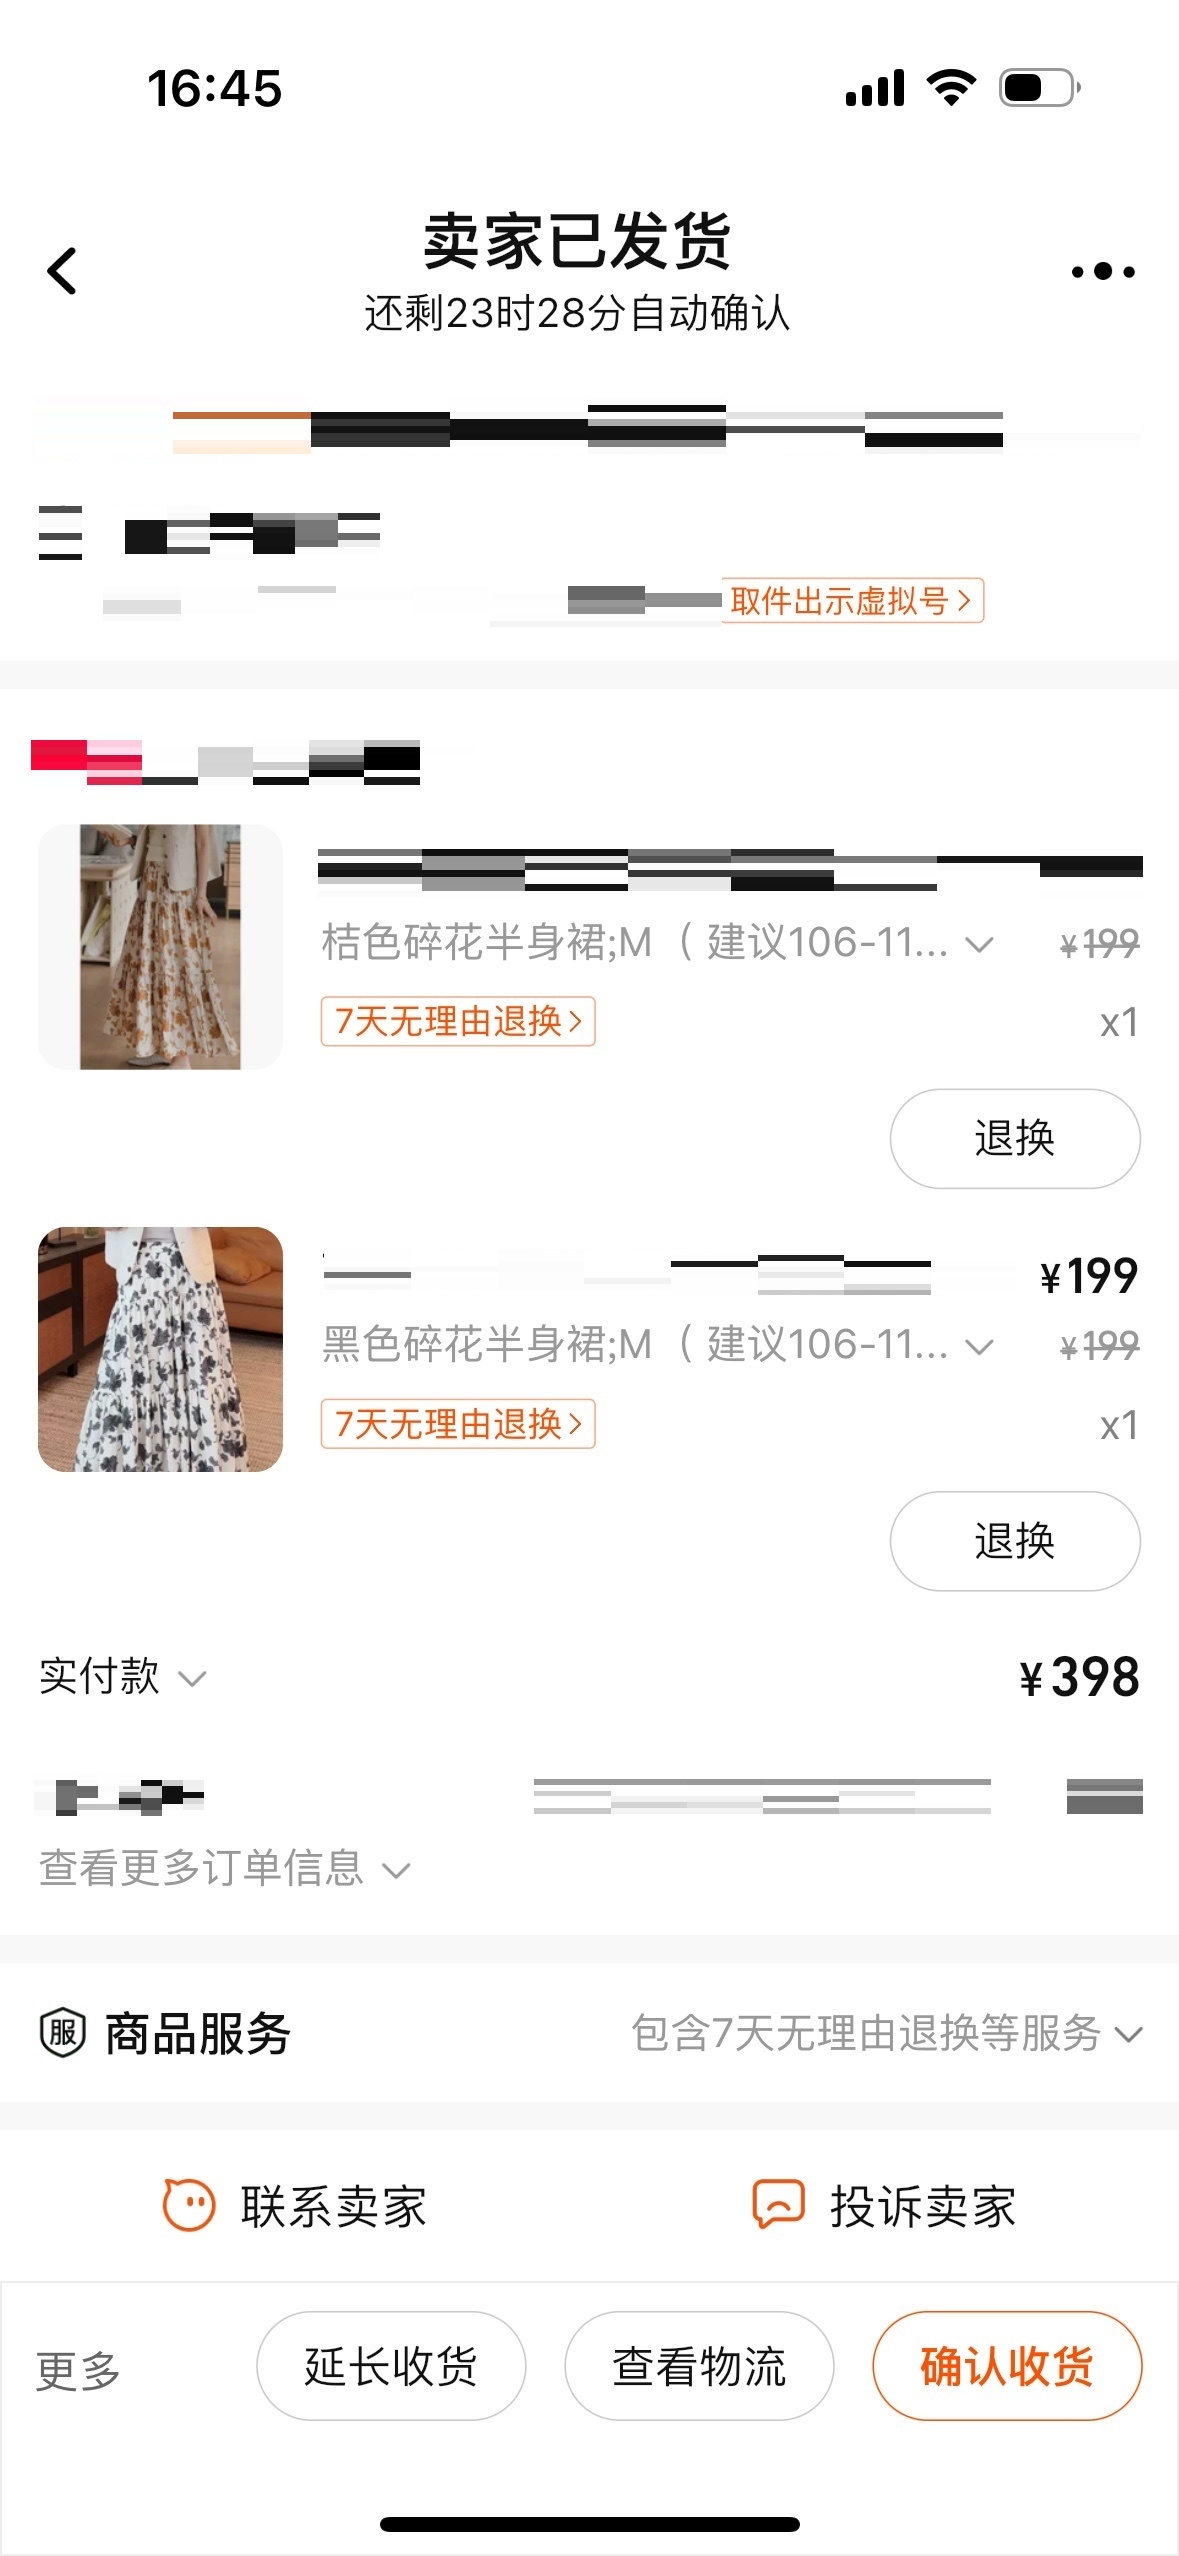 16:45
卖家已发货
还剩23时28分自动确认
取件出示虚拟号
桔色碎花半身裙;M（ 建议106-11... ¥199
7天无理由退换 x1
退换
¥199
黑色碎花半身裙;M（ 建议106-11... ¥199
7天无理由退换 x1
退换
实付款 ¥398
查看更多订单信息
服 商品服务 包含7天无理由退换等服务
联系卖家 投诉卖家
更多 延长收货 查看物流 确认收货